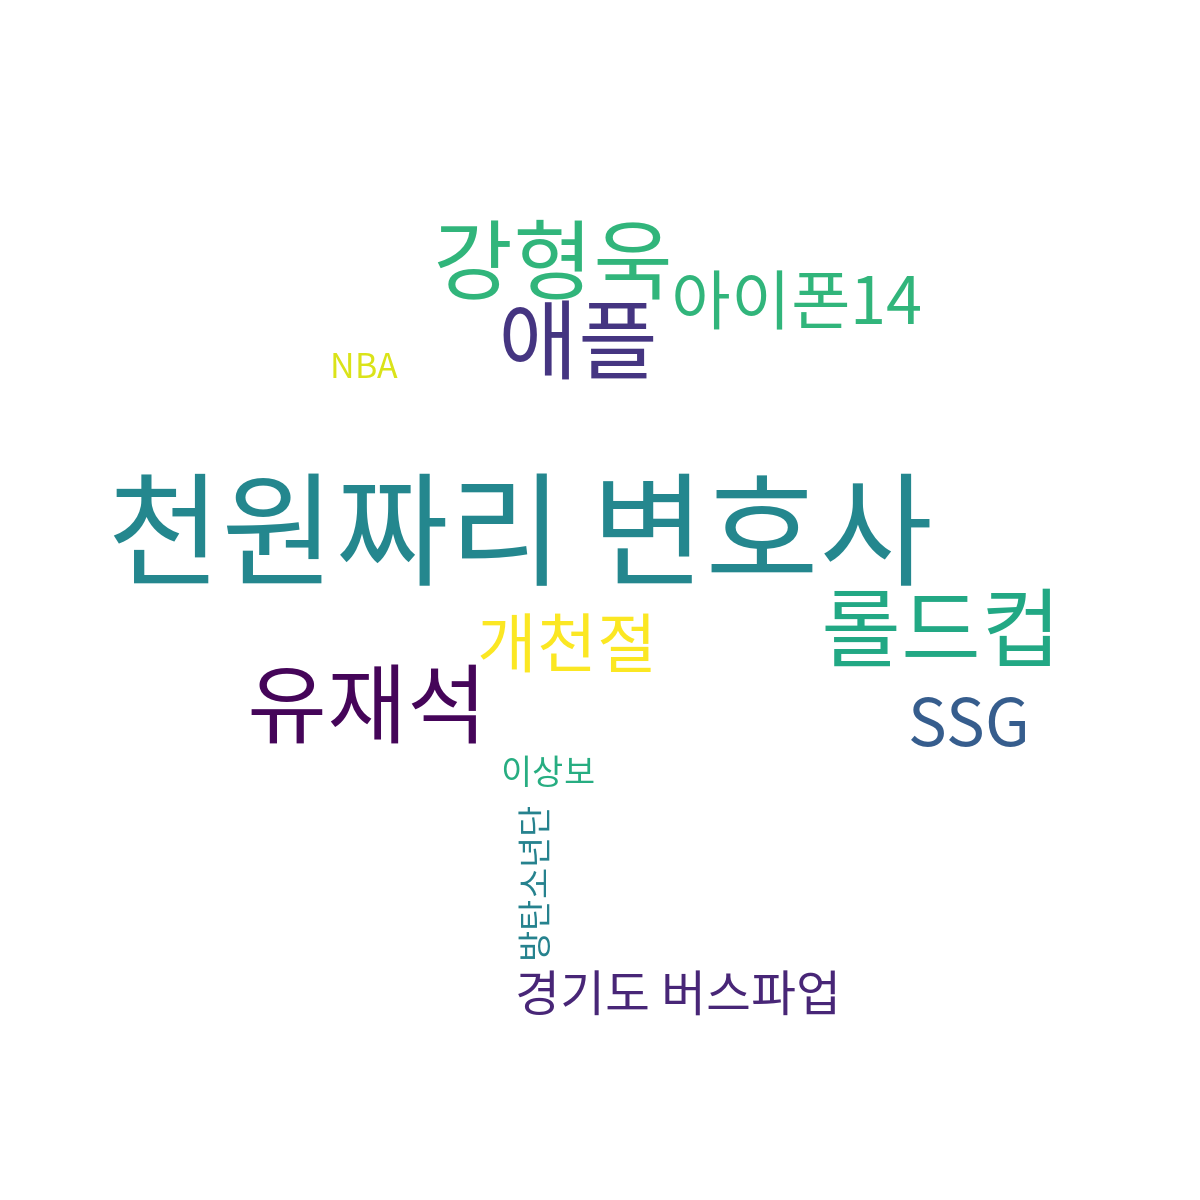 강형욱
아이폰14
애플
NBA
천원짜리 변호사
롤드컵
개천절
유재석
SSG
이상보
방탄소년단
경기도 버스파업